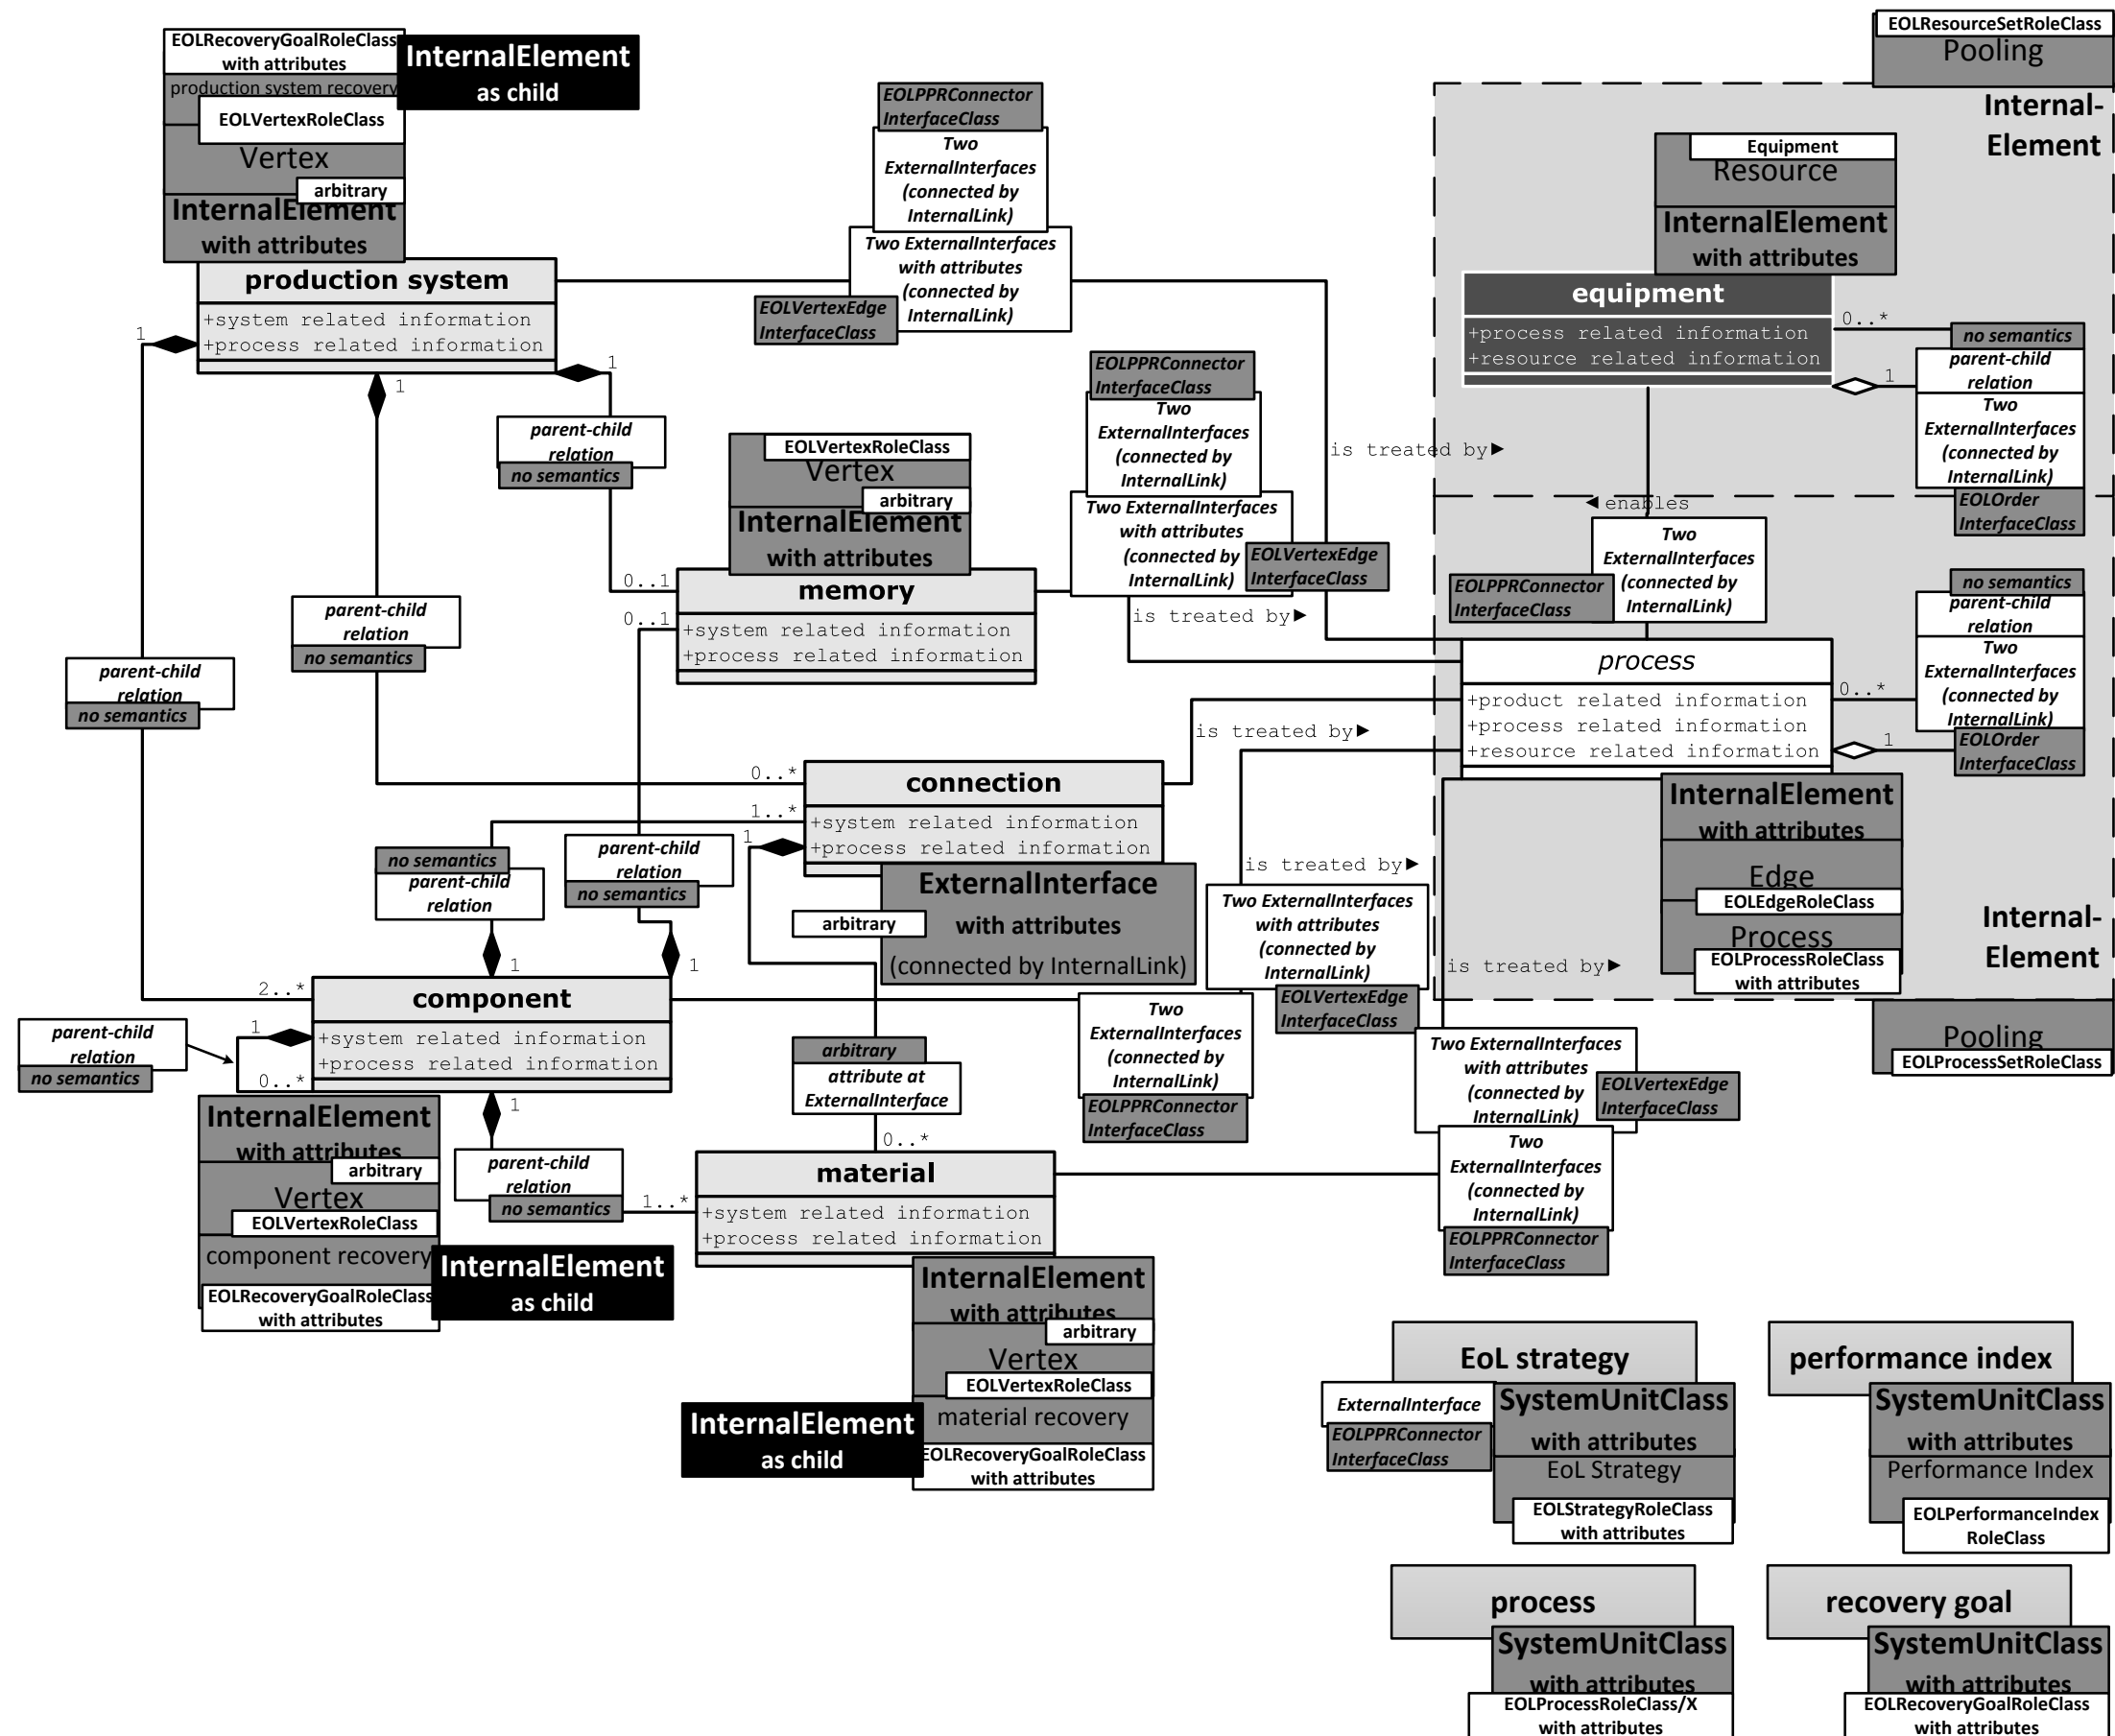 EOLRecoveryGoalRoleClass
with attributes
production system recovery
EOLVertexRoleClass
Vertex
arbitrary
InternalElement
with attributes
InternalElement
as child
production system
+system related information
+process related information
1
1
1
EOLPPRConnector
InterfaceClass
Two
ExternalInterfaces
(connected by
InternalLink)
Two ExternalInterfaces
with attributes
(connected by
InternalLink)
EOLVertexEdge
InterfaceClass
EOLResourceSetRoleClass
Pooling
Internal-
Element
Equipment
Resource
InternalElement
with attributes
equipment
+process related information
+resource related information
0..*
1
no semantics
parent-child
relation
Two
ExternalInterfaces
(connected by
InternalLink)
EOLOrder
InterfaceClass
is treated by►
◄ enables
Two
ExternalInterfaces
(connected by
InternalLink)
EOLPPRConnector
InterfaceClass
parent-child
relation
no semantics
EOLVertexRoleClass
Vertex
arbitrary
InternalElement
with attributes
memory
+system related information
+process related information
0..1
0..1
EOLPPRConnector
InterfaceClass
Two
ExternalInterfaces
(connected by
InternalLink)
Two ExternalInterfaces
with attributes
(connected by
InternalLink)
EOLVertexEdge
InterfaceClass
is treated by►
process
+product related information
+process related information
+resource related information
0..*
1
no semantics
parent-child
relation
Two
ExternalInterfaces
(connected by
InternalLink)
EOLOrder
InterfaceClass
InternalElement
with attributes
Edge
EOLEdgeRoleClass
Process
EOLProcessRoleClass
with attributes
Internal-
Element
Pooling
EOLProcessSetRoleClass
parent-child
relation
no semantics
parent-child
relation
no semantics
connection
+system related information
+process related information
0..*
1..*
1
is treated by►
ExternalInterface
with attributes
(connected by InternalLink)
arbitrary
no semantics
parent-child
relation
parent-child
relation
no semantics
1
1
is treated by►
Two ExternalInterfaces
with attributes
(connected by
InternalLink)
EOLVertexEdge
InterfaceClass
Two
ExternalInterfaces
(connected by
InternalLink)
EOLPPRConnector
InterfaceClass
is treated by►
Two ExternalInterfaces
with attributes
(connected by
InternalLink)
EOLVertexEdge
InterfaceClass
Two
ExternalInterfaces
(connected by
InternalLink)
EOLPPRConnector
InterfaceClass
component
+system related information
+process related information
2..*
1
0..*
1
parent-child
relation
no semantics
InternalElement
with attributes
arbitrary
Vertex
EOLVertexRoleClass
component recovery
EOLRecoveryGoalRoleClass
with attributes
InternalElement
as child
parent-child
relation
no semantics
1..*
arbitrary
attribute at
ExternalInterface
0..*
material
+system related information
+process related information
InternalElement
with attributes
arbitrary
Vertex
EOLVertexRoleClass
material recovery
EOLRecoveryGoalRoleClass
with attributes
InternalElement
as child
EoL strategy
ExternalInterface
EOLPPRConnector
InterfaceClass
SystemUnitClass
with attributes
EoL Strategy
EOLStrategyRoleClass
with attributes
performance index
SystemUnitClass
with attributes
Performance Index
EOLPerformanceIndex
RoleClass
process
SystemUnitClass
with attributes
EOLProcessRoleClass/X
with attributes
recovery goal
SystemUnitClass
with attributes
EOLRecoveryGoalRoleClass
with attributes